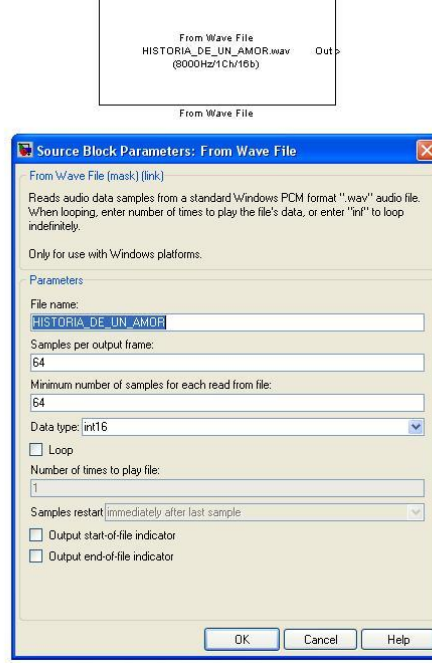 From Wave File
HISTORIA_DE_UN_AMOR.wav Out
(8000Hz/1Ch/16b)
From Wave File
Source Block Parameters: From Wave File
From Wave File (mask) (link)
Reads audio data samples from a standard Windows PCM format ".wav" audio file.
When looping, enter number of times to play the file's data, or enter "inf" to loop
indefinitely.
Only for use with Windows platforms.
Parameters
File name:
HISTORIA_DE_UN_AMOR
Samples per output frame:
64
Minimum number of samples for each read from file:
64
Data type: int16
Loop
Number of times to play file:
1
Samples restart immediately after last sample
Output start-of-file indicator
Output end-of-file indicator
OK Cancel Help